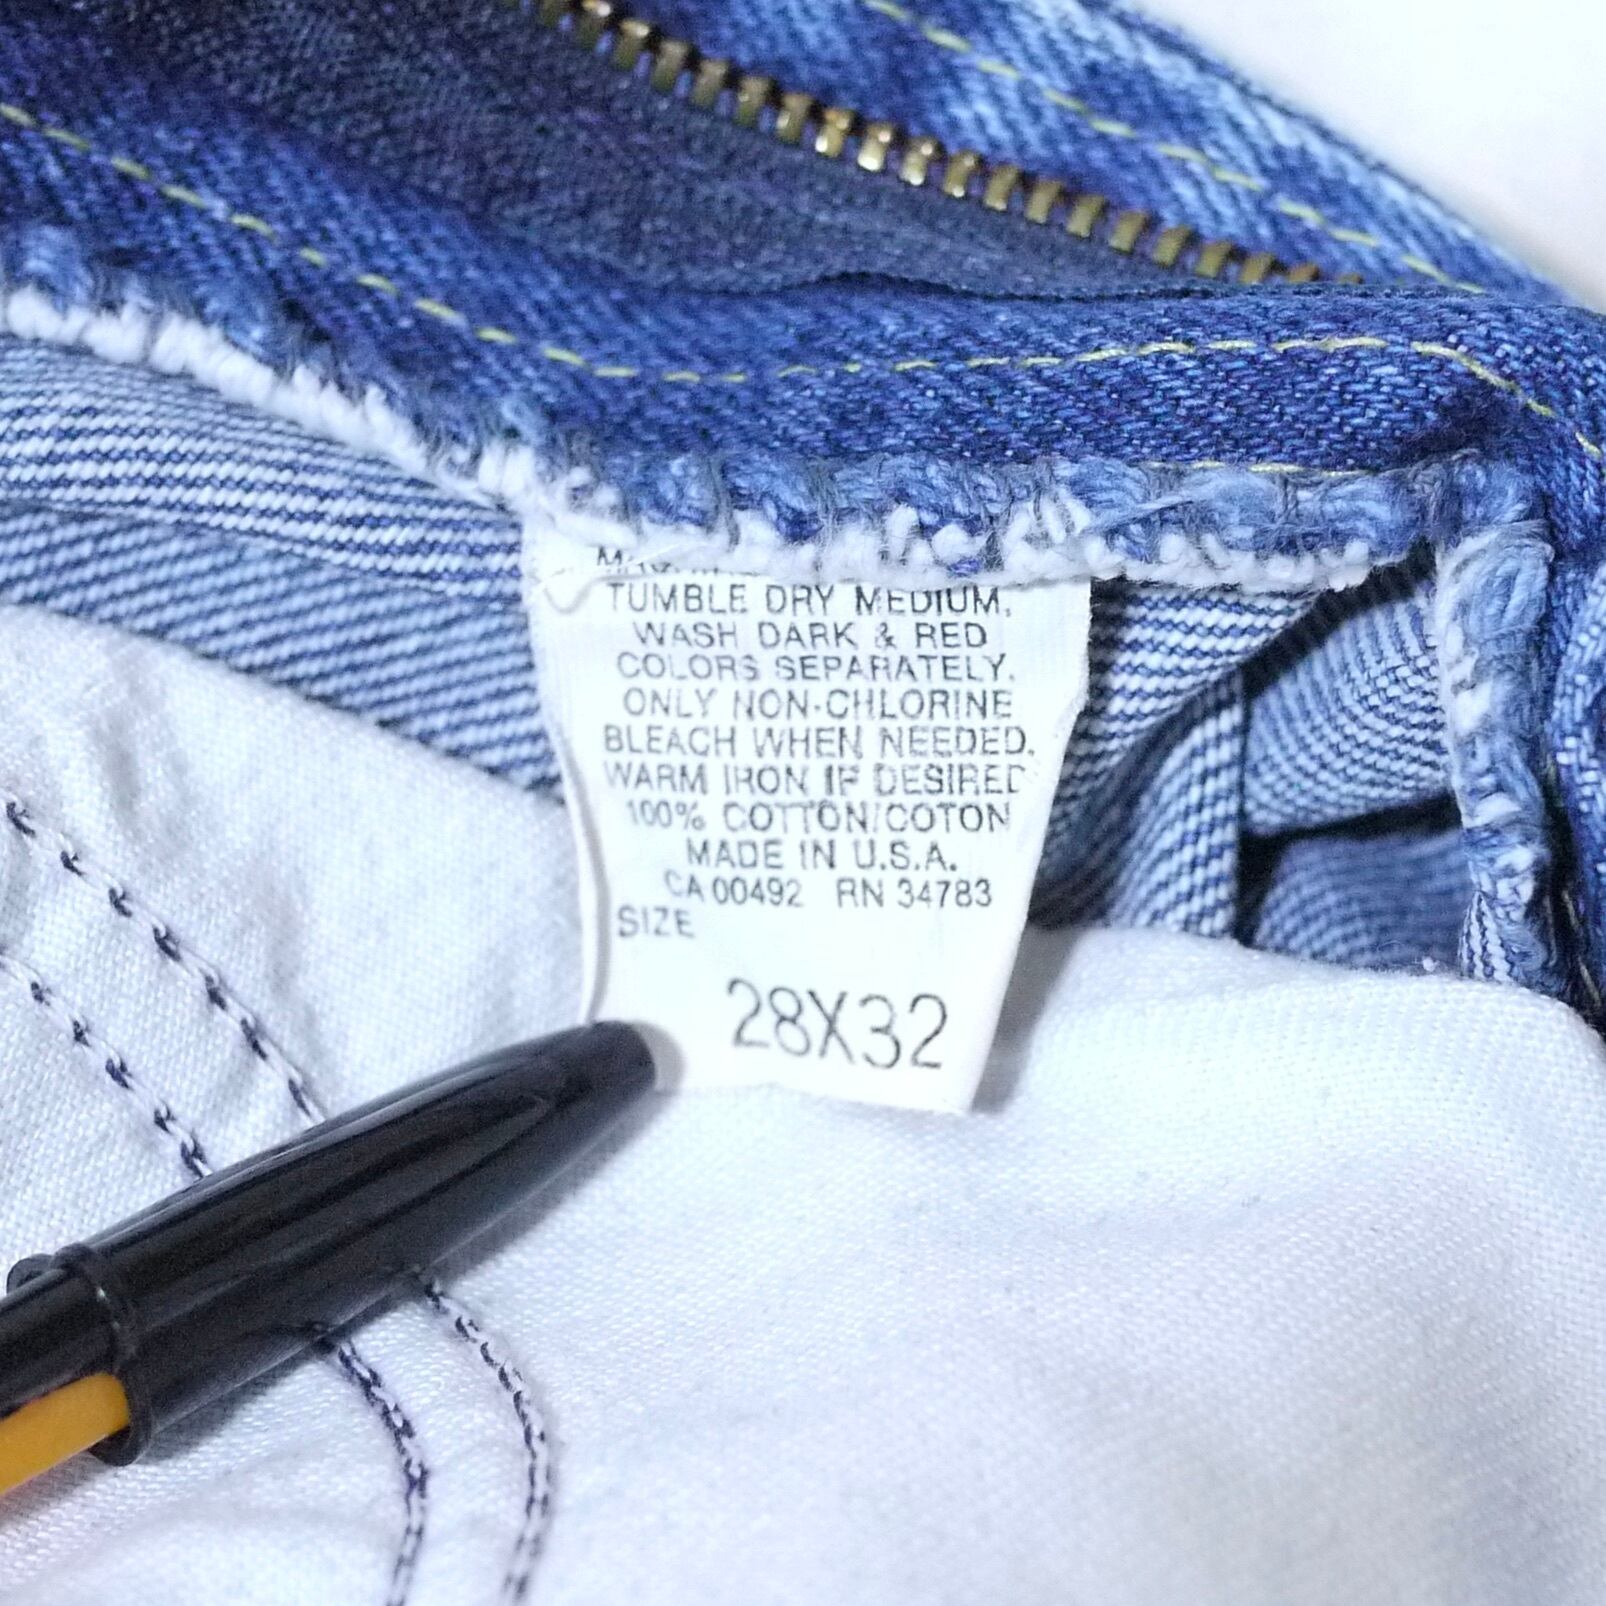 TUMBLE DRY MEDIUM,
WASH DARK & RED
COLORS SEPARATELY.
ONLY NON-CHLORINE
BLEACH WHEN NEEDED.
WARM IRON IF DESIRED
100% COTTON/COTON
MADE IN U.S.A.
CA 00492 RN 34783
SIZE
28X32